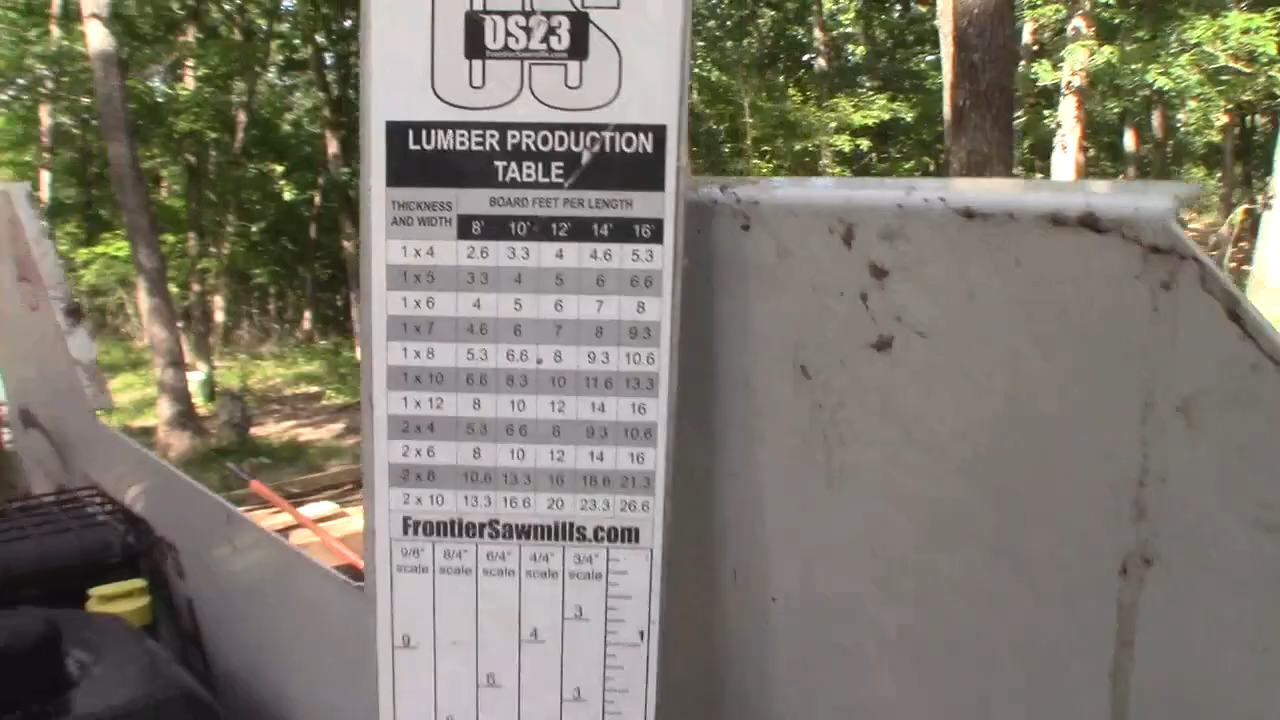 OS
OS23
FrontierSawmills.com
LUMBER PRODUCTION
TABLE
THICKNESS AND WIDTH
BOARD FEET PER LENGTH
8' 10' 12' 14' 16'
1 x 4 2.6 3.3 4 4.6 5.3
1 x 5 3.3 4 5 6 6.6
1 x 6 4 5 6 7 8
1 x 7 4.6 6 7 8 9.3
1 x 8 5.3 6.6 8 9.3 10.6
1 x 10 6.6 8.3 10 11.6 13.3
1 x 12 8 10 12 14 16
2 x 4 5.3 6.6 8 9.3 10.6
2 x 6 8 10 12 14 16
2 x 8 10.6 13.3 16 18.6 21.3
2 x 10 13.3 16.6 20 23.3 26.6
FrontierSawmills.com
9/8" 8/4" 6/4" 4/4" 3/4"
scale scale scale scale scale
3
9 4 1
6 3